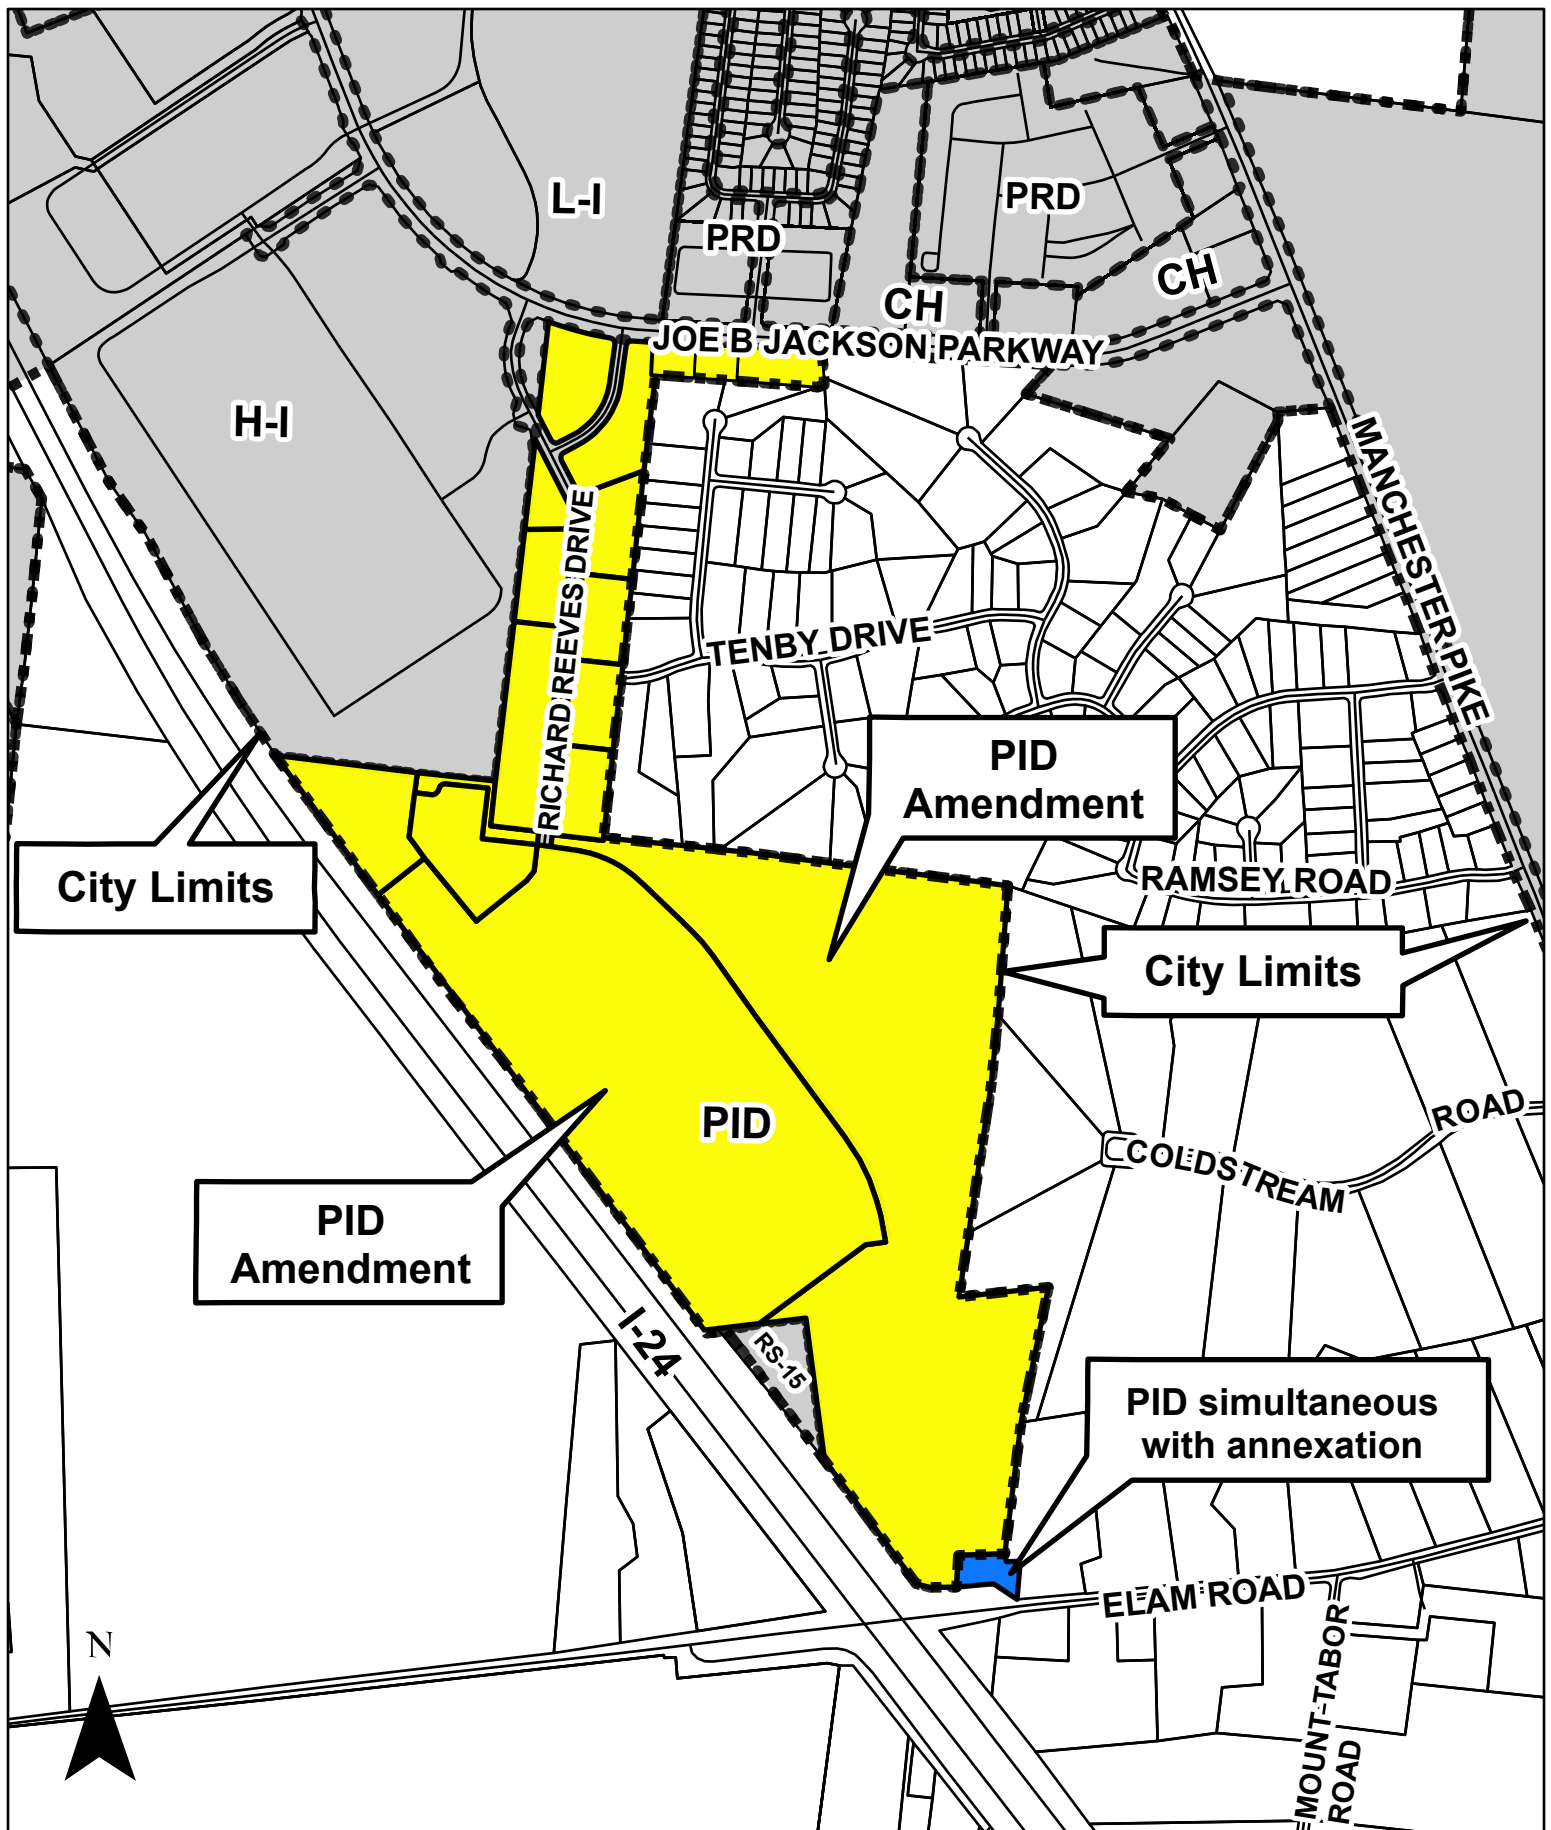 L-I
PRD
PRD
CH
CH
JOE B JACKSON PARKWAY
H-I
MANCHESTER PIKE
RICHARD REEVES DRIVE
TENBY DRIVE
PID
Amendment
City Limits
RAMSEY ROAD
City Limits
PID
ROAD
COLDSTREAM
PID
Amendment
I-24
RS-15
PID simultaneous
with annexation
ELAM ROAD
N
MOUNT TABOR
ROAD